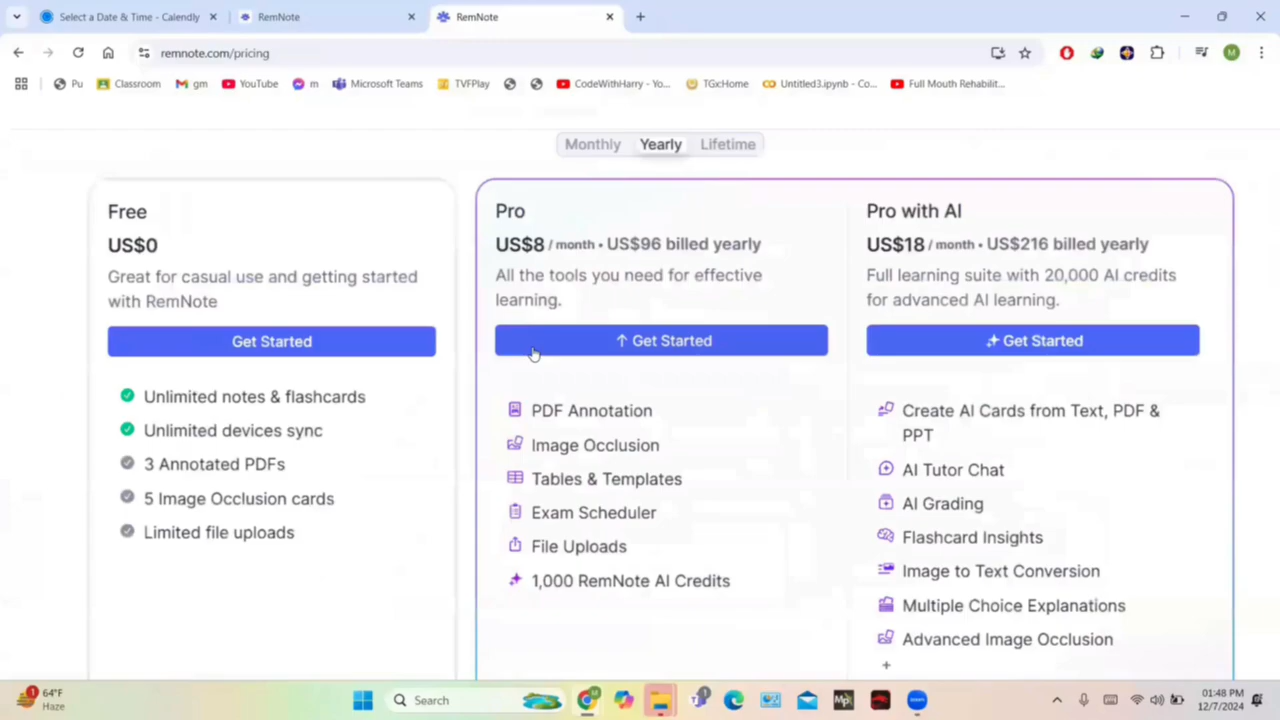 Select a Date & Time - Calendly
RemNote
RemNote
remnote.com/pricing
M
Pu
Classroom
gm
YouTube
m
Microsoft Teams
TVFPlay
CodeWithHarry - Yo...
TGxHome
Untitled3.ipynb - Co...
Full Mouth Rehabilit...
Monthly
Yearly
Lifetime
Free
US$0
Great for casual use and getting started
with RemNote
Get Started
Unlimited notes & flashcards
Unlimited devices sync
3 Annotated PDFs
5 Image Occlusion cards
Limited file uploads
Pro
US$8 / month • US$96 billed yearly
All the tools you need for effective
learning.
↑ Get Started
PDF Annotation
Image Occlusion
Tables & Templates
Exam Scheduler
File Uploads
1,000 RemNote AI Credits
Pro with AI
US$18 / month • US$216 billed yearly
Full learning suite with 20,000 AI credits
for advanced AI learning.
Get Started
Create AI Cards from Text, PDF &
PPT
AI Tutor Chat
AI Grading
Flashcard Insights
Image to Text Conversion
Multiple Choice Explanations
Advanced Image Occlusion
+
1
64°F
Haze
Search
01:48 PM
12/7/2024